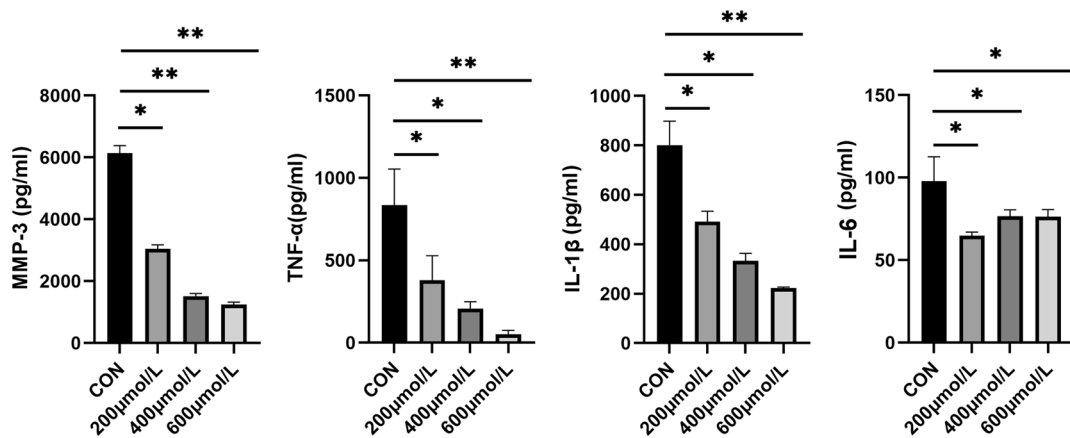 MMP-3 (pg/ml)
8000
6000
4000
2000
0
**
**
*
CON
200μmol/L
400μmol/L
600μmol/L
TNF-α(pg/ml)
1500
1000
500
0
**
*
*
CON
200μmol/L
400μmol/L
600μmol/L
IL-1β (pg/ml)
1000
800
600
400
200
0
**
*
*
CON
200μmol/L
400μmol/L
600μmol/L
IL-6 (pg/ml)
150
100
50
0
*
*
*
CON
200μmol/L
400μmol/L
600μmol/L